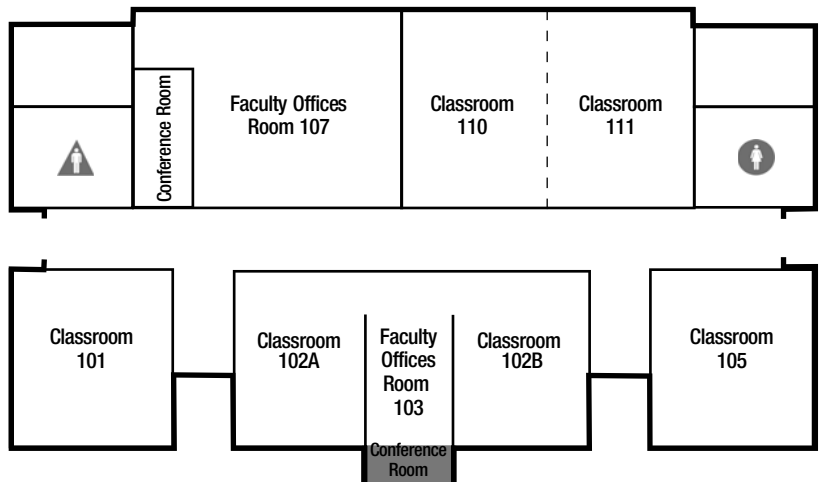 Conference Room
Faculty Offices
Room 107
Classroom
110
Classroom
111
Classroom
101
Classroom
102A
Faculty
Offices
Room
103
Classroom
102B
Classroom
105
Conference
Room